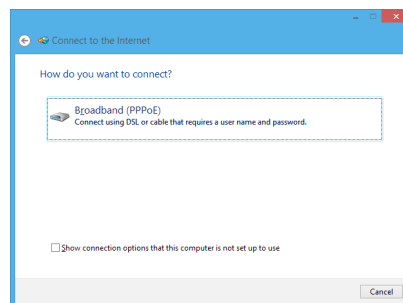 Connect to the Internet
How do you want to connect?
Broadband (PPPoE)
Connect using DSL or cable that requires a user name and password.
Show connection options that this computer is not set up to use
Cancel